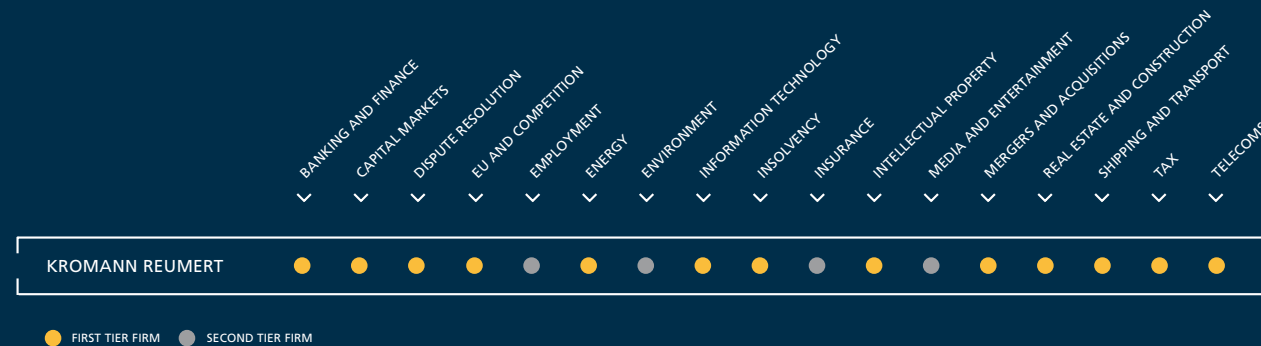 BANKING AND FINANCE
CAPITAL MARKETS
DISPUTE RESOLUTION
EU AND COMPETITION
EMPLOYMENT
ENERGY
ENVIRONMENT
INFORMATION TECHNOLOGY
INSOLVENCY
INSURANCE
INTELLECTUAL PROPERTY
MEDIA AND ENTERTAINMENT
MERGERS AND ACQUISITIONS
REAL ESTATE AND CONSTRUCTION
SHIPPING AND TRANSPORT
TAX
TELECOMS
KROMANN REUMERT
FIRST TIER FIRM SECOND TIER FIRM